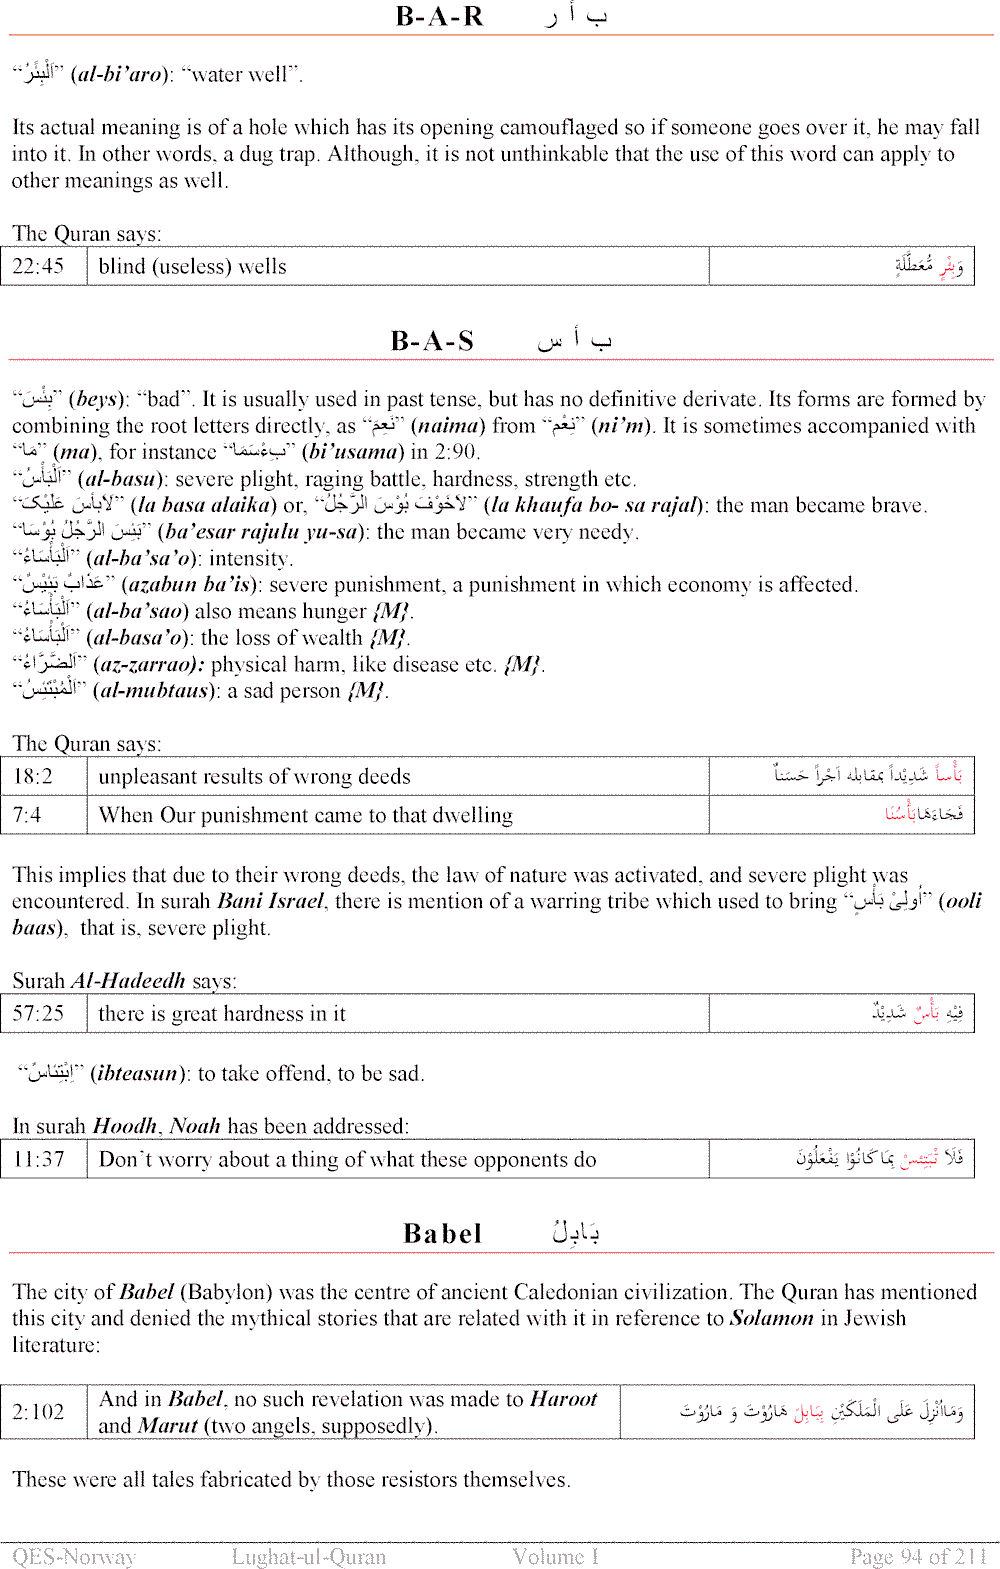 B-A-R ب أ ر
“اَلْبِئَرُ” (al-bi’aro): “water well”.
Its actual meaning is of a hole which has its opening camouflaged so if someone goes over it, he may fall
into it. In other words, a dug trap. Although, it is not unthinkable that the use of this word can apply to
other meanings as well.
The Quran says:
22:45 blind (useless) wells وَبِئْرٍ مُّعَطَّلَةٍ
B-A-S ب أ س
“بِئْسَ” (beys): “bad”. It is usually used in past tense, but has no definitive derivate. Its forms are formed by
combining the root letters directly, as “نَعِمَ” (naima) from “نِعْم” (ni’m). It is sometimes accompanied with
“مَا” (ma), for instance “بِءْسَمَا” (bi’usama) in 2:90.
“اَلْبَأْسُ” (al-basu): severe plight, raging battle, hardness, strength etc.
“لاَبأسَ عَلَيْکَ” (la basa alaika) or, “لاَخَوْفَ بُوْسَ الرَّجُلُ” (la khaufa bo- sa rajal): the man became brave.
“بَئِسَ الرَّجُلُ بُوْسَا” (ba’esar rajulu yu-sa): the man became very needy.
“اَلْبَأْسَاءُ” (al-ba’sa’o): intensity.
“عَذَابٌ بَئِيْسٌ” (azabun ba’is): severe punishment, a punishment in which economy is affected.
“اَلْبَأْسَاءُ” (al-ba’sao) also means hunger {M}.
“اَلْبَأْسَاءُ” (al-basa’o): the loss of wealth {M}.
“اَلضَّرَّاءُ” (az-zarrao): physical harm, like disease etc. {M}.
“اَلْمُبْتَئِسُ” (al-mubtaus): a sad person {M}.
The Quran says:
18:2 unpleasant results of wrong deeds بَأْساً شَدِيْداً بمقابله اَجْراً حَسَناً
7:4 When Our punishment came to that dwelling فَجَاءَهَابَأْسُنَا
This implies that due to their wrong deeds, the law of nature was activated, and severe plight was
encountered. In surah Bani Israel, there is mention of a warring tribe which used to bring “اُولِىْ بَأْسٍ” (ooli
baas), that is, severe plight.
Surah Al-Hadeedh says:
57:25 there is great hardness in it فِيْهِ بَأْسٌ شَدِيْدٌ
“اِبْتِئَاسٌ” (ibteasun): to take offend, to be sad.
In surah Hoodh, Noah has been addressed:
11:37 Don’t worry about a thing of what these opponents do فَلاَ تَبْتَئِسْ بِمَا كَانُوْا يَفْعَلُوْنَ
Babel بَابِلُ
The city of Babel (Babylon) was the centre of ancient Caledonian civilization. The Quran has mentioned
this city and denied the mythical stories that are related with it in reference to Solamon in Jewish
literature:
2:102 And in Babel, no such revelation was made to Haroot
and Marut (two angels, supposedly). وَمَااُنْزِلَ عَلَى الْمَلَكَيْنِ بِبَابِلَ هَارُوْتَ وَ مَارُوْتَ
These were all tales fabricated by those resistors themselves.
QES-Norway Lughat-ul-Quran Volume I Page 94 of 211